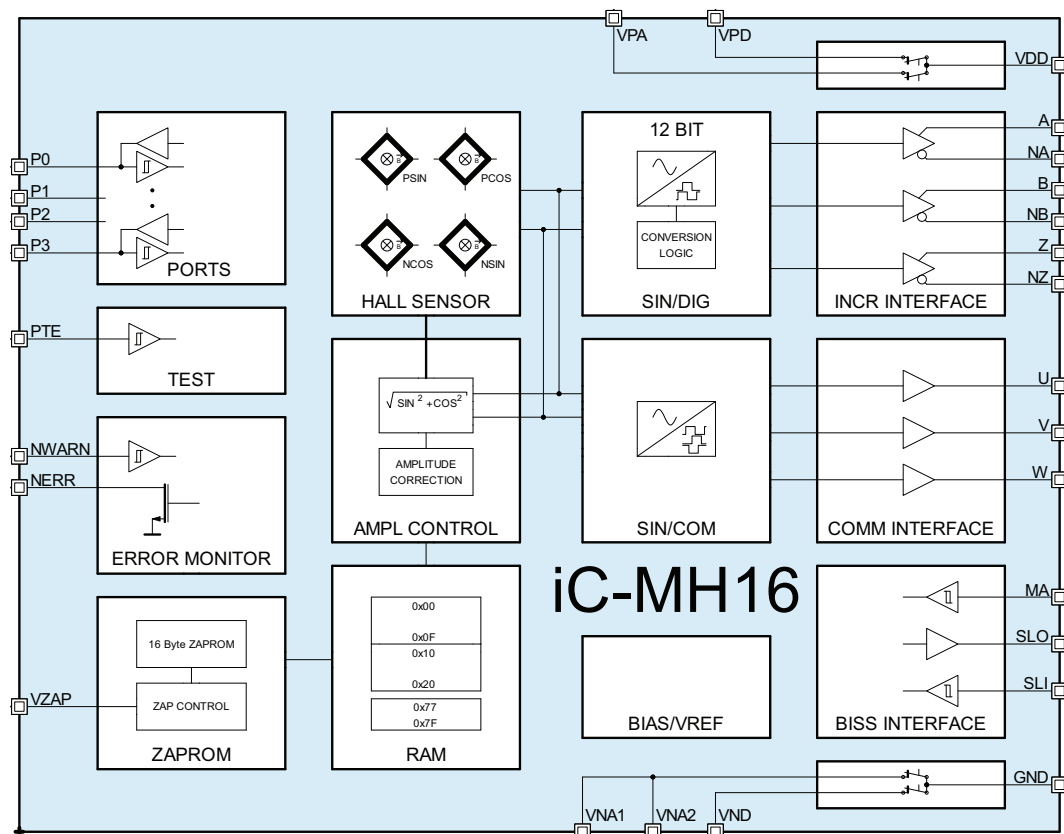 VPA
VPD
VDD
P0
P1
P2
P3
PORTS
B
PSIN
B
PCOS
B
NCOS
B
NSIN
HALL SENSOR
12 BIT
CONVERSION
LOGIC
SIN/DIG
A
NA
B
NB
Z
NZ
INCR INTERFACE
PTE
TEST
√SIN² +COS²
AMPLITUDE
CORRECTION
AMPL CONTROL
SIN/COM
U
V
W
COMM INTERFACE
NWARN
NERR
ERROR MONITOR
iC-MH16
16 Byte ZAPROM
ZAP CONTROL
VZAP
ZAPROM
0x00
0x0F
0x10
0x20
0x77
0x7F
RAM
BIAS/VREF
MA
SLO
SLI
BISS INTERFACE
GND
VNA1
VNA2
VND